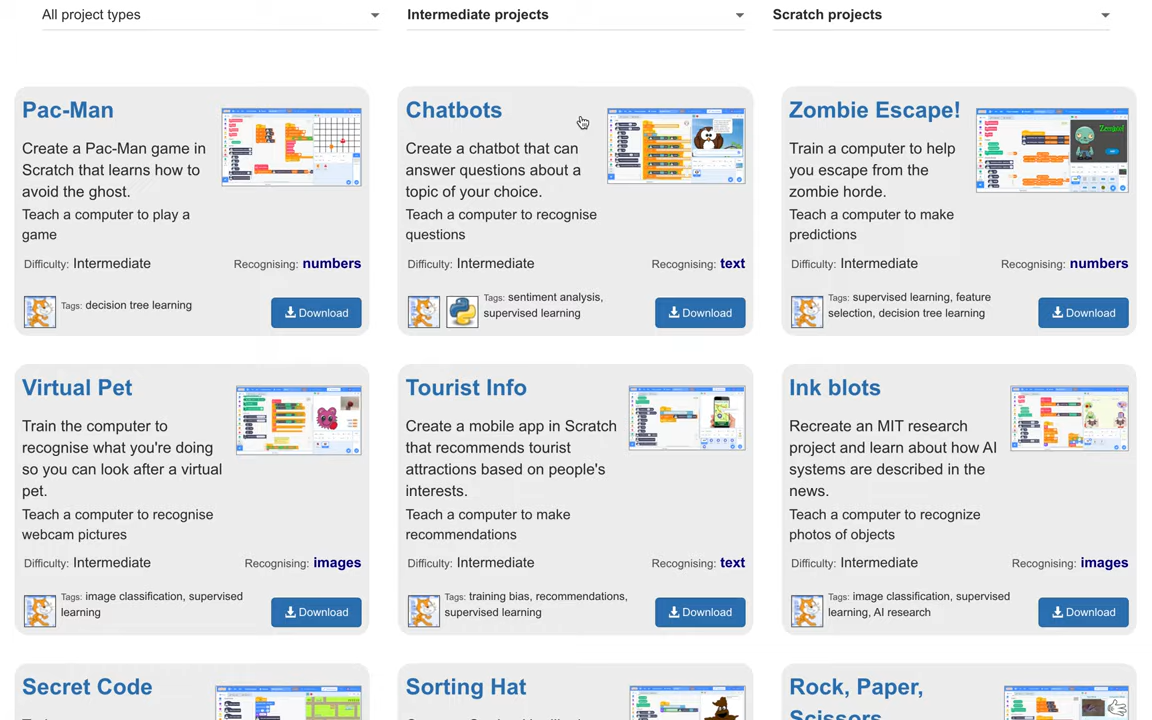 All project types
Intermediate projects
Scratch projects
Pac-Man
Create a Pac-Man game in
Scratch that learns how to
avoid the ghost.
Teach a computer to play a
game
Difficulty: Intermediate
Recognising: numbers
Tags: decision tree learning
Download
Chatbots
Create a chatbot that can
answer questions about a
topic of your choice.
Teach a computer to recognise
questions
Difficulty: Intermediate
Recognising: text
Tags: sentiment analysis,
supervised learning
Download
Zombie Escape!
Train a computer to help
you escape from the
zombie horde.
Teach a computer to make
predictions
Difficulty: Intermediate
Recognising: numbers
Tags: supervised learning, feature
selection, decision tree learning
Download
Virtual Pet
Train the computer to
recognise what you're doing
so you can look after a virtual
pet.
Teach a computer to recognise
webcam pictures
Difficulty: Intermediate
Recognising: images
Tags: image classification, supervised
learning
Download
Tourist Info
Create a mobile app in Scratch
that recommends tourist
attractions based on people's
interests.
Teach a computer to make
recommendations
Difficulty: Intermediate
Recognising: text
Tags: training bias, recommendations,
supervised learning
Download
Ink blots
Recreate an MIT research
project and learn about how AI
systems are described in the
news.
Teach a computer to recognize
photos of objects
Difficulty: Intermediate
Recognising: images
Tags: image classification, supervised
learning, AI research
Download
Secret Code
Sorting Hat
Rock, Paper,
Scissors